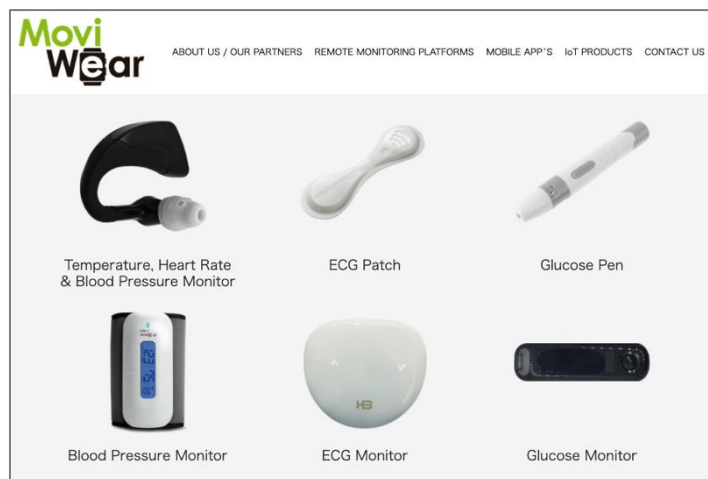 Movi
Wear
ABOUT US / OUR PARTNERS REMOTE MONITORING PLATFORMS MOBILE APP'S IoT PRODUCTS CONTACT US
Temperature, Heart Rate
& Blood Pressure Monitor
ECG Patch
Glucose Pen
HB
Blood Pressure Monitor
ECG Monitor
Glucose Monitor